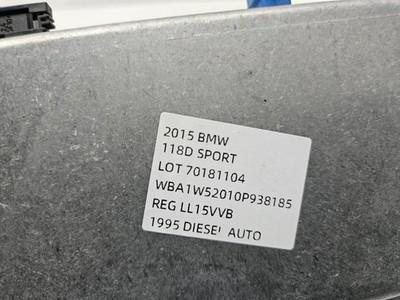 2015 BMW
118D SPORT
LOT 70181104
WBA1W52010P938185
REG LL15VVB
1995 DIESEL AUTO